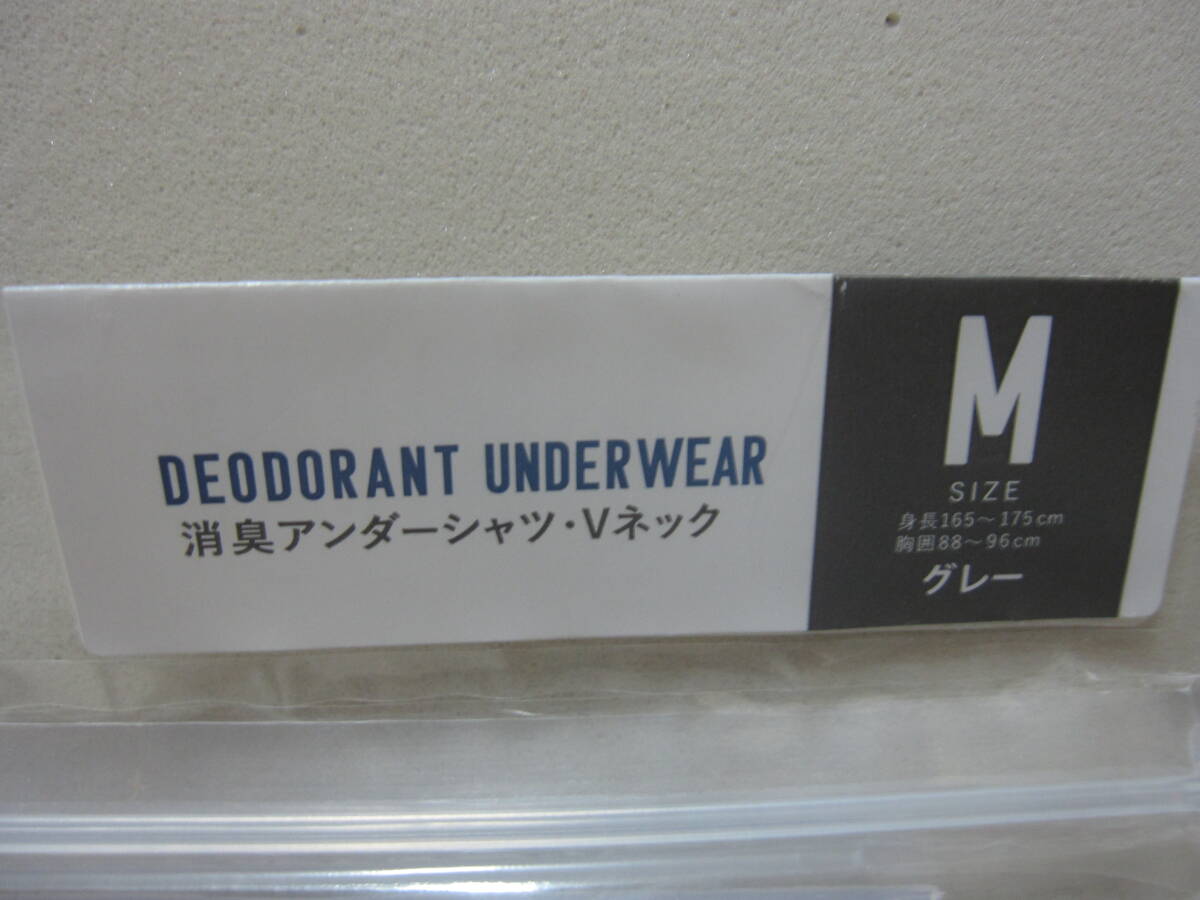 DEODORANT UNDERWEAR
消臭アンダーシャツ・Vネック
M
SIZE
身長165～175cm
胸囲88～96cm
グレー